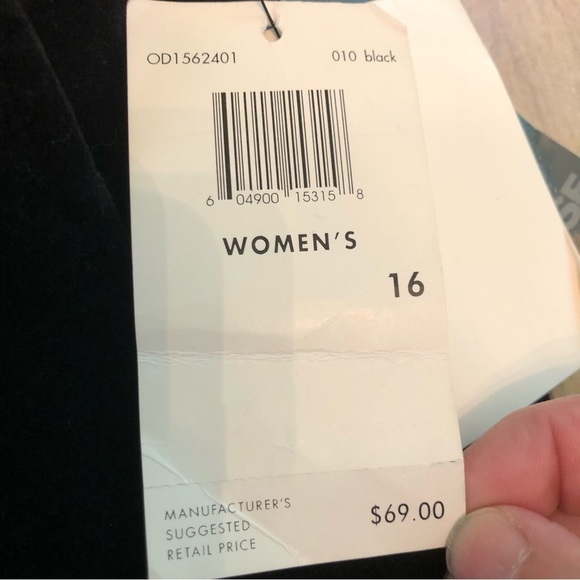 OD1562401 010 black
6 04900 15315 8
WOMEN'S
16
MANUFACTURER'S
SUGGESTED
RETAIL PRICE
$69.00